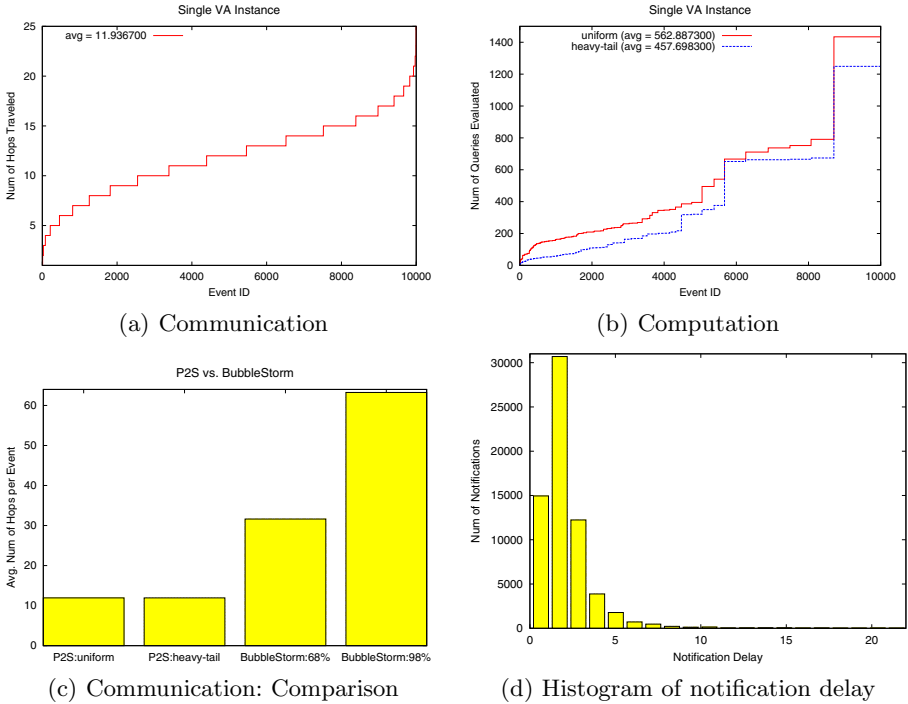 Single VA Instance
avg = 11.936700
Num of Hops Traveled
25
20
15
10
5
0
2000
4000
6000
8000
10000
Event ID
(a) Communication
Single VA Instance
uniform (avg = 562.887300)
heavy-tail (avg = 457.698300)
Num of Queries Evaluated
1400
1200
1000
800
600
400
200
0
0
2000
4000
6000
8000
10000
Event ID
(b) Computation
P2S vs. BubbleStorm
Avg. Num of Hops per Event
60
50
40
30
20
10
0
P2S:uniform
P2S:heavy-tail
BubbleStorm:68%
BubbleStorm:98%
(c) Communication: Comparison
Num of Notifications
30000
25000
20000
15000
10000
5000
0
0
5
10
15
20
Notification Delay
(d) Histogram of notification delay